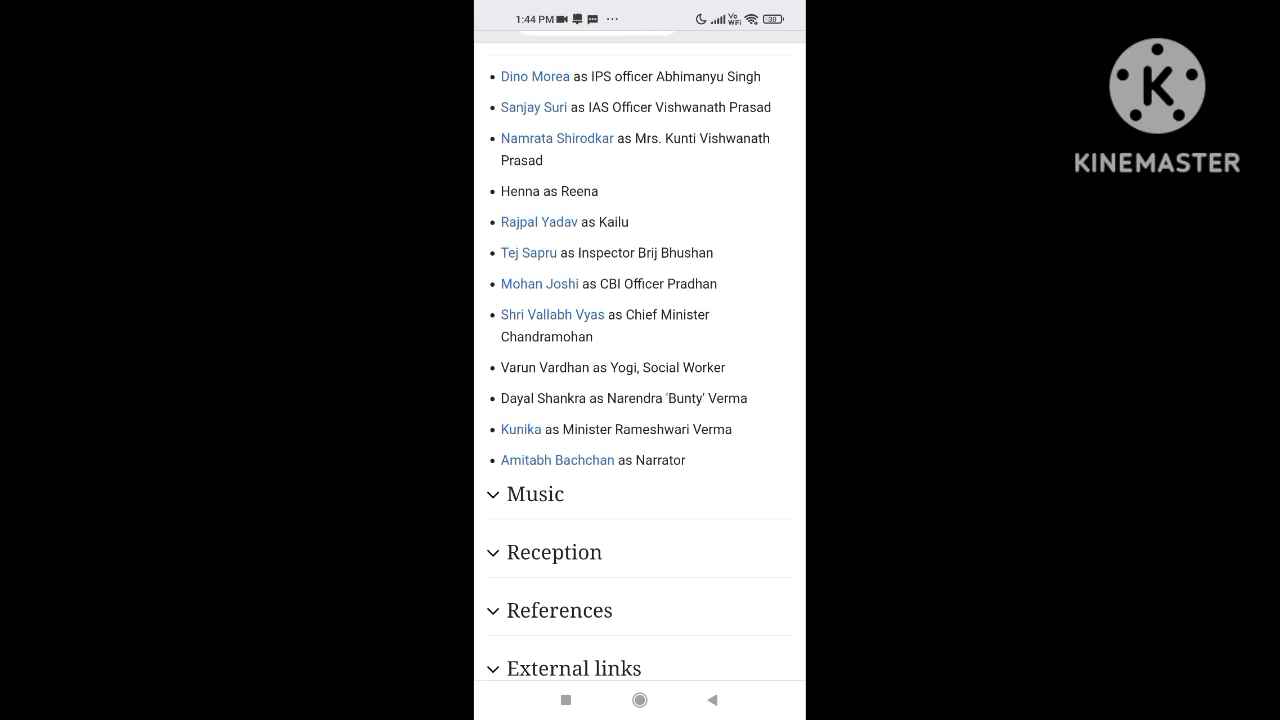 1:44 PM
Vo
WiFi
30
Dino Morea as IPS officer Abhimanyu Singh
Sanjay Suri as IAS Officer Vishwanath Prasad
Namrata Shirodkar as Mrs. Kunti Vishwanath
Prasad
Henna as Reena
Rajpal Yadav as Kailu
Tej Sapru as Inspector Brij Bhushan
Mohan Joshi as CBI Officer Pradhan
Shri Vallabh Vyas as Chief Minister
Chandramohan
Varun Vardhan as Yogi, Social Worker
Dayal Shankra as Narendra 'Bunty' Verma
Kunika as Minister Rameshwari Verma
Amitabh Bachchan as Narrator
Music
Reception
References
External links
K
KINEMASTER